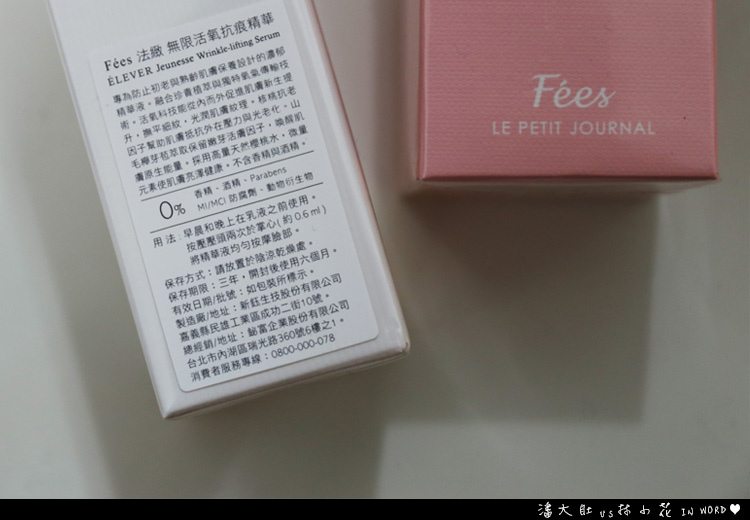 Fées 法緻 無限活氧抗痕精華
ÉLEVER Jeunesse Wrinkle-lifting Serum
專為防止初老與熟齡肌膚保養設計的濃郁
精華液。融合珍貴植萃與獨特氧氣傳輸技
術。活氧科技能從內而外促進肌膚新生提
升，撫平細紋，光潤肌膚紋理。核桃抗老
因子幫助肌膚抵抗外在壓力與光老化。山
毛櫸芽苞萃取保留嫩芽活膚因子，喚醒肌
膚原生能量。採用高量天然櫻桃水，微量
元素使肌膚亮澤健康。不含香精與酒精。
0% 香精、酒精、Parabens
MI/MCI 防腐劑、動物衍生物
用 法：早晨和晚上在乳液之前使用。
按壓壓頭兩次於掌心(約 0.6 ml)
將精華液均勻按摩臉部。
保存方式：請放置於陰涼乾燥處。
保存期限：三年，開封後使用六個月。
有效日期/批號：如包裝所標示。
製造廠/地址：新鈺生技股份有限公司
嘉義縣民雄工業區成功二街10號。
總經銷/地址：鉍富企業股份有限公司
台北市內湖區瑞光路360號6樓之1。
消費者服務專線：0800-000-078
Fées
LE PETIT JOURNAL
潘大肚 vs 林小花 IN WORD♥